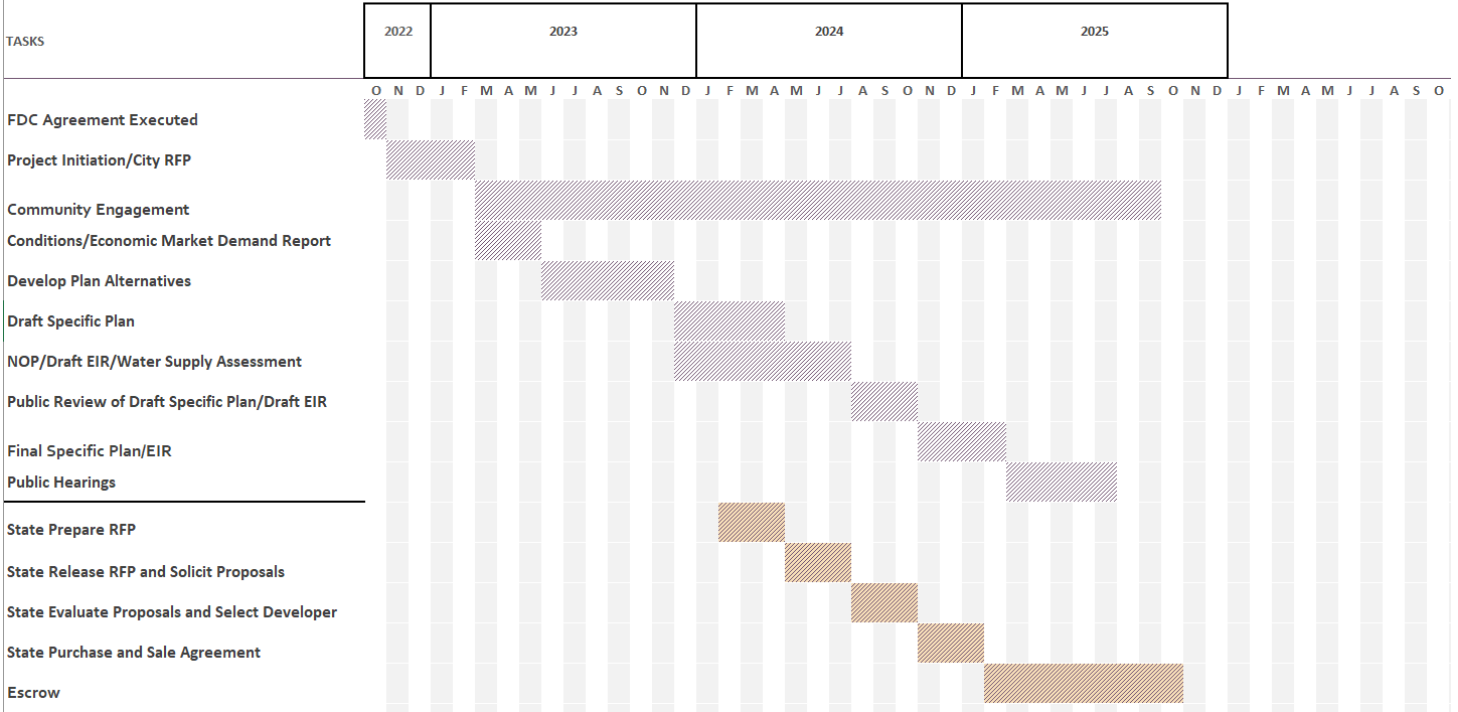 TASKS
2022 2023 2024 2025
O N D J F M A M J J A S O N D J F M A M J J A S O N D J F M A M J J A S O N D J F M A M J J A S O
FDC Agreement Executed
Project Initiation/City RFP
Community Engagement
Conditions/Economic Market Demand Report
Develop Plan Alternatives
Draft Specific Plan
NOP/Draft EIR/Water Supply Assessment
Public Review of Draft Specific Plan/Draft EIR
Final Specific Plan/EIR
Public Hearings
State Prepare RFP
State Release RFP and Solicit Proposals
State Evaluate Proposals and Select Developer
State Purchase and Sale Agreement
Escrow